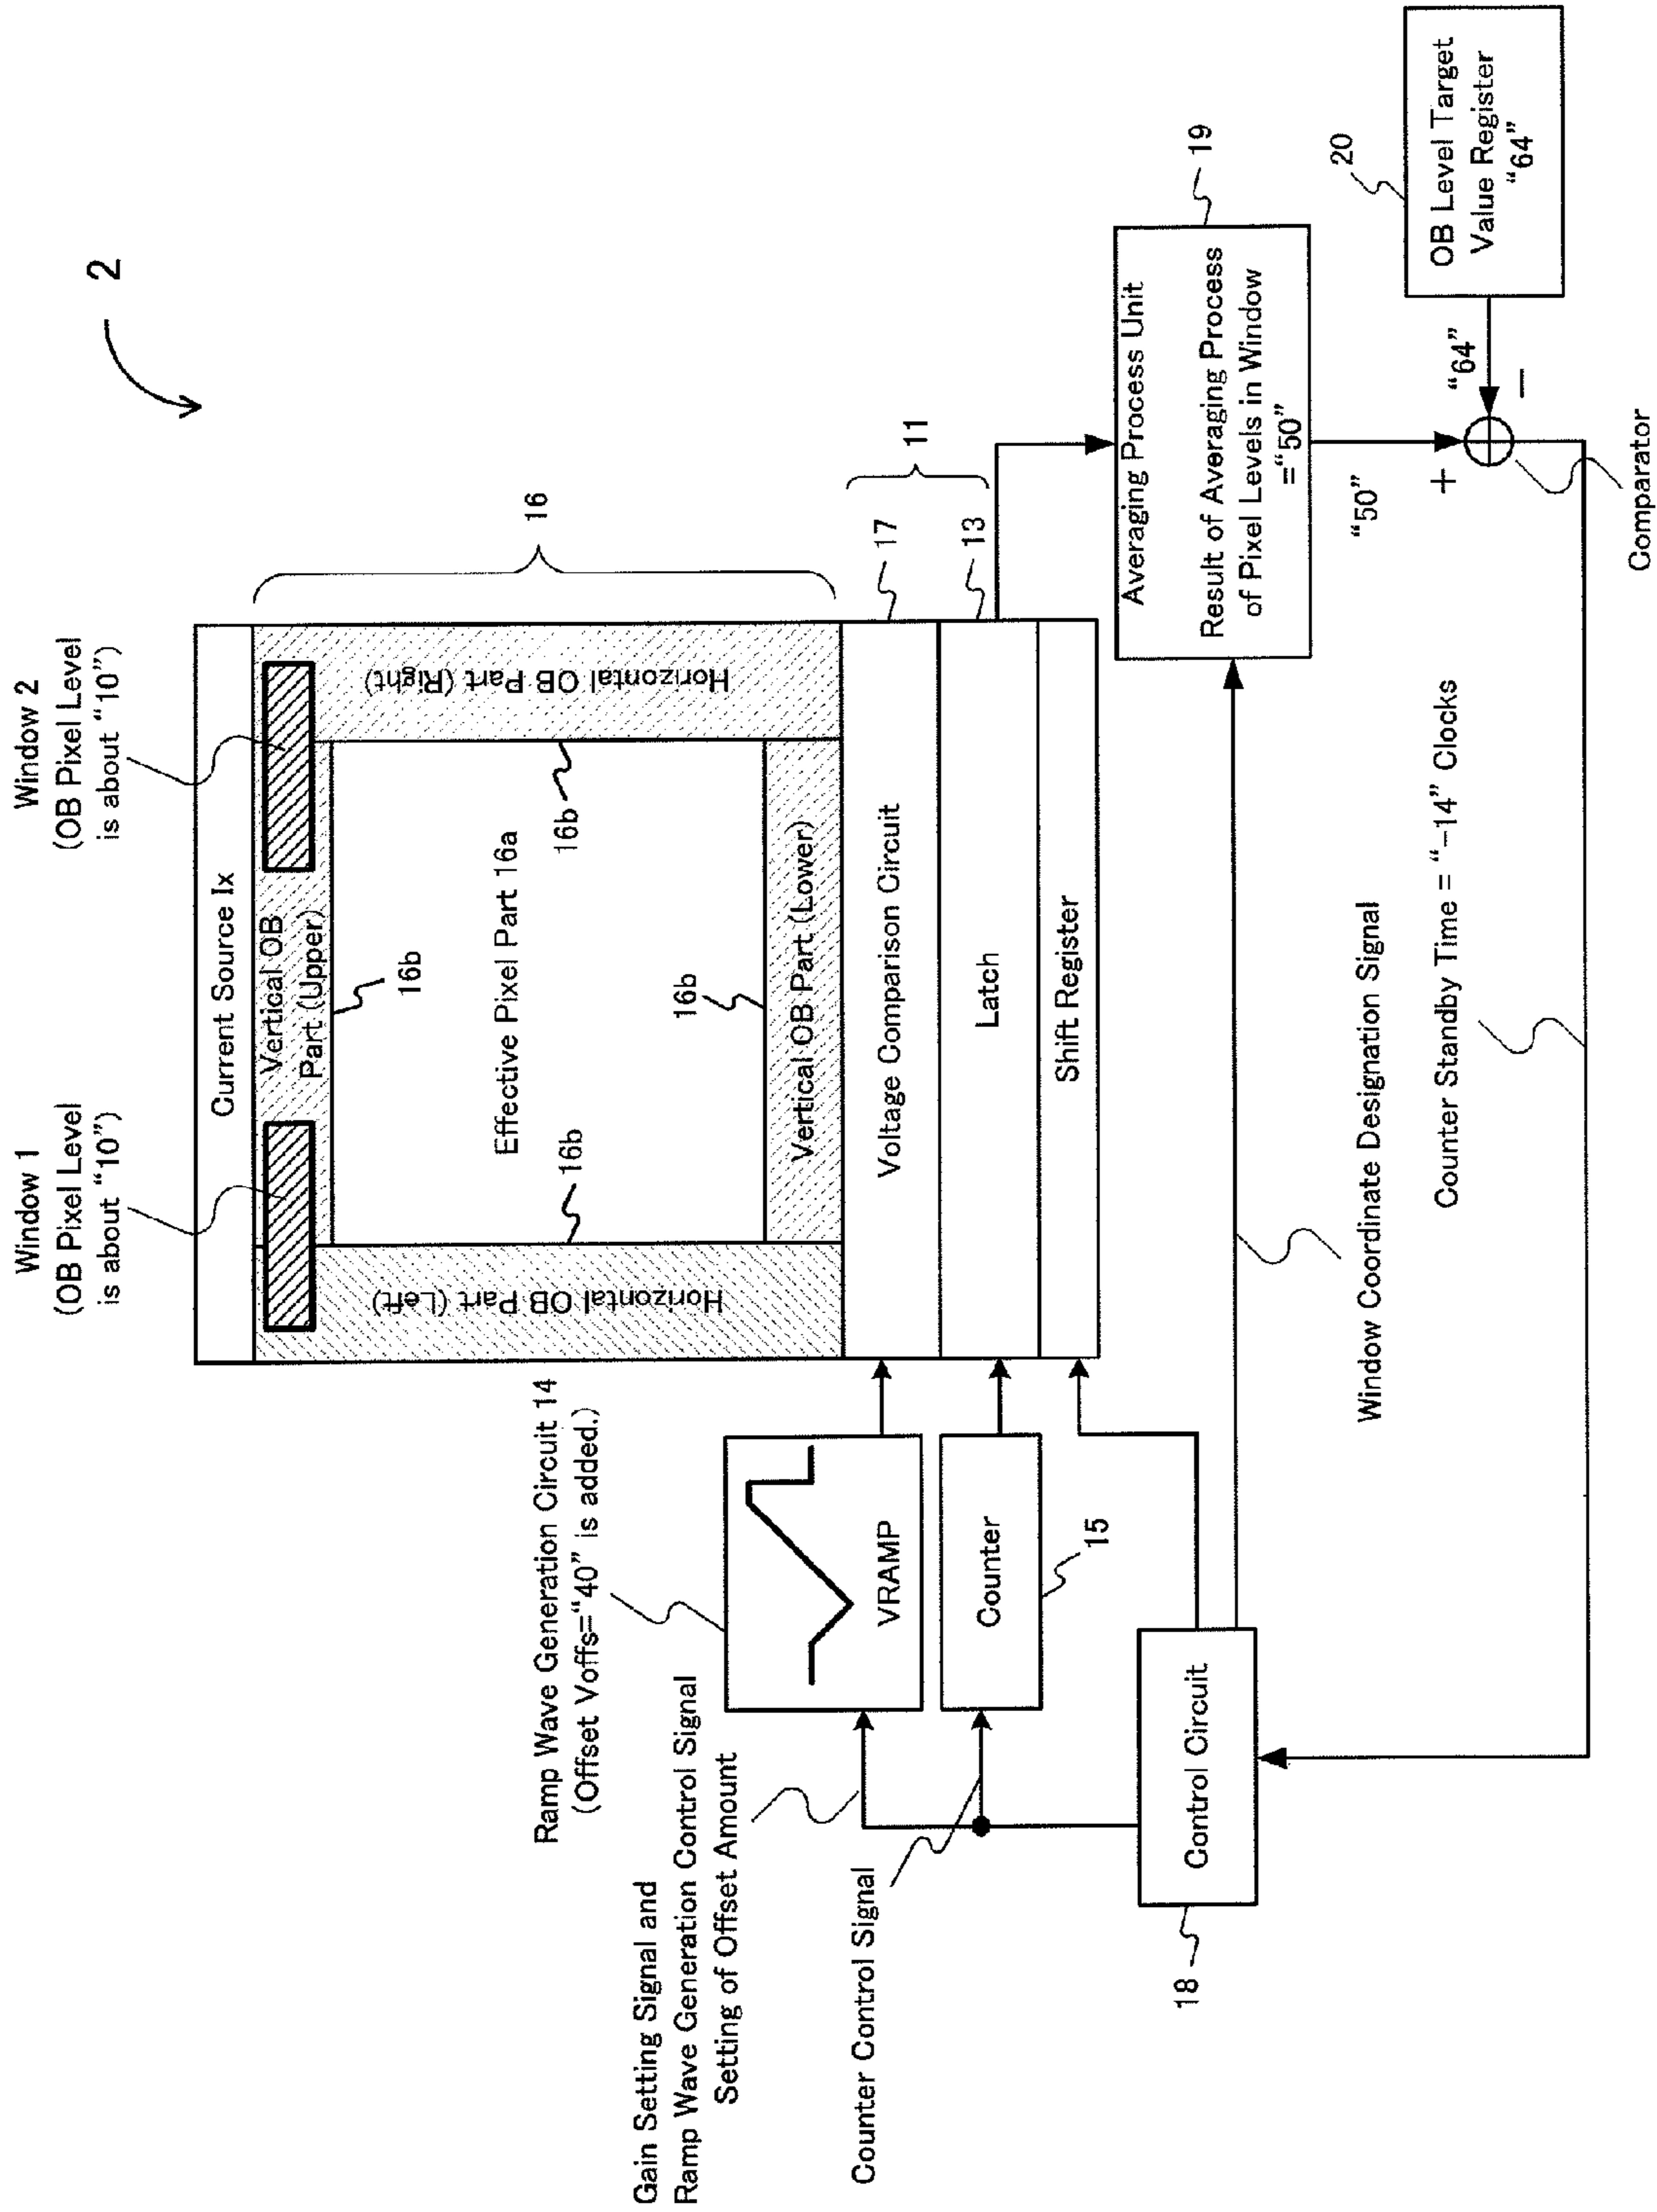 2
Window 1
(OB Pixel Level
is about “10”)
Window 2
(OB Pixel Level
is about “10”)
Current Source Ix
Vertical OB
Part (Upper)
16b
Effective Pixel Part 16a
16b
16b
16b
Horizontal OB Part (Left)
Horizontal OB Part (Right)
Vertical OB Part (Lower)
16
Ramp Wave Generation Circuit 14
(Offset Voffs=“40” is added.)
VRAMP
Voltage Comparison Circuit
17
11
Gain Setting Signal and
Ramp Wave Generation Control Signal
Setting of Offset Amount
Counter
15
Latch
13
Shift Register
Counter Control Signal
Control Circuit
18
Averaging Process Unit
Result of Averaging Process
of Pixel Levels in Window
=“50”
19
Window Coordinate Designation Signal
“50”
+
“64”
−
OB Level Target
Value Register
“64”
20
Counter Standby Time = “-14” Clocks
Comparator